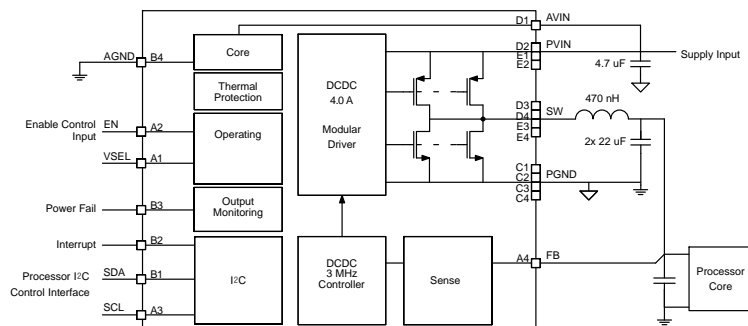 D1 AVIN
AGND B4 Core
D2 PVIN
E1
E2
Supply Input
4.7 uF
Thermal
Protection
DCDC
4.0 A
Modular
Driver
Enable Control
Input
EN A2
Operating
VSEL A1
D3
D4 SW
E3
E4
470 nH
2x 22 uF
C1
C2 PGND
C3
C4
Power Fail B3
Output
Monitoring
Interrupt B2
Processor I2C
Control Interface
SDA B1
SCL A3
I2C
DCDC
3 MHz
Controller
Sense
A4 FB
Processor
Core